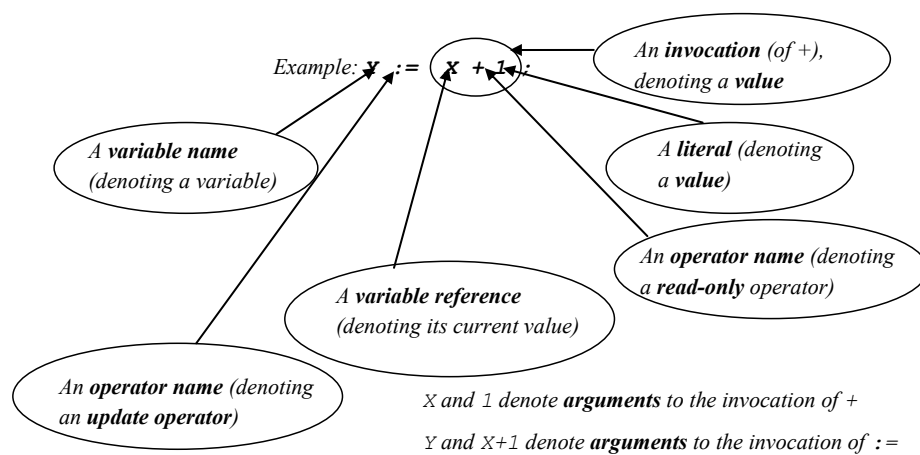 An invocation (of +),
denoting a value
Example: Y := X + 1 ;
A variable name
(denoting a variable)
A literal (denoting
a value)
An operator name (denoting
a read-only operator)
A variable reference
(denoting its current value)
An operator name (denoting
an update operator)
X and 1 denote arguments to the invocation of +
Y and X+1 denote arguments to the invocation of :=